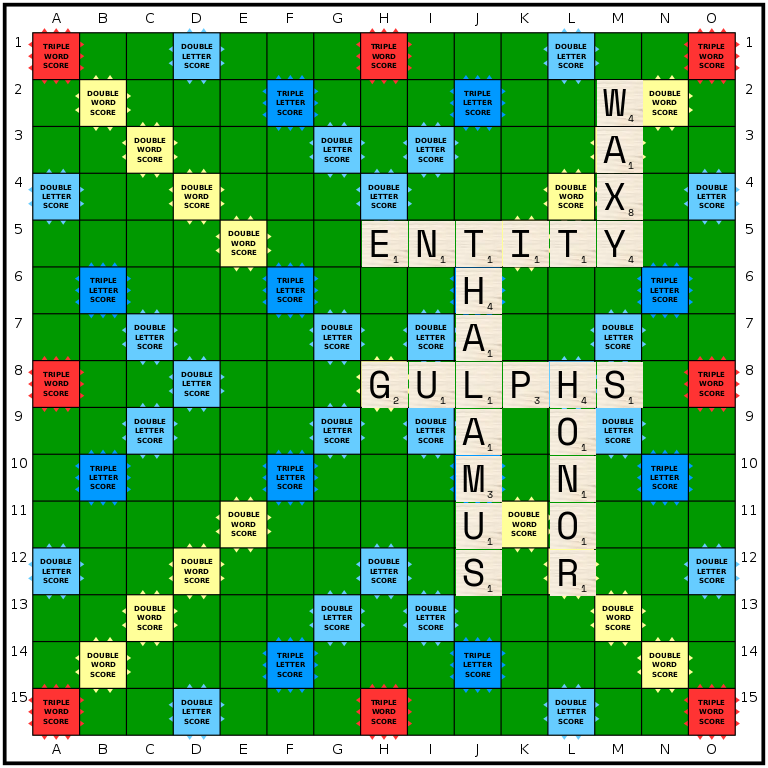 A B C D E F G H I J K L M N O
1 TRIPLE WORD SCORE DOUBLE LETTER SCORE TRIPLE WORD SCORE DOUBLE LETTER SCORE TRIPLE WORD SCORE 1
2 DOUBLE WORD SCORE TRIPLE LETTER SCORE TRIPLE LETTER SCORE W4 DOUBLE WORD SCORE 2
3 DOUBLE WORD SCORE DOUBLE LETTER SCORE DOUBLE LETTER SCORE A1 3
4 DOUBLE LETTER SCORE DOUBLE WORD SCORE DOUBLE LETTER SCORE DOUBLE WORD SCORE X8 DOUBLE LETTER SCORE 4
5 DOUBLE WORD SCORE E1 N1 T1 I1 T1 Y4 5
6 TRIPLE LETTER SCORE TRIPLE LETTER SCORE H4 TRIPLE LETTER SCORE 6
7 DOUBLE LETTER SCORE DOUBLE LETTER SCORE DOUBLE LETTER SCORE A1 DOUBLE LETTER SCORE 7
8 TRIPLE WORD SCORE DOUBLE LETTER SCORE G2 U1 L1 P3 H4 S1 TRIPLE WORD SCORE 8
9 DOUBLE LETTER SCORE DOUBLE LETTER SCORE DOUBLE LETTER SCORE A1 O1 DOUBLE LETTER SCORE 9
10 TRIPLE LETTER SCORE TRIPLE LETTER SCORE M3 N1 TRIPLE LETTER SCORE 10
11 DOUBLE WORD SCORE U1 DOUBLE WORD SCORE O1 11
12 DOUBLE LETTER SCORE DOUBLE WORD SCORE DOUBLE LETTER SCORE S1 R1 DOUBLE LETTER SCORE 12
13 DOUBLE WORD SCORE DOUBLE LETTER SCORE DOUBLE LETTER SCORE DOUBLE WORD SCORE 13
14 DOUBLE WORD SCORE TRIPLE LETTER SCORE TRIPLE LETTER SCORE DOUBLE WORD SCORE 14
15 TRIPLE WORD SCORE DOUBLE LETTER SCORE TRIPLE WORD SCORE DOUBLE LETTER SCORE TRIPLE WORD SCORE 15
A B C D E F G H I J K L M N O